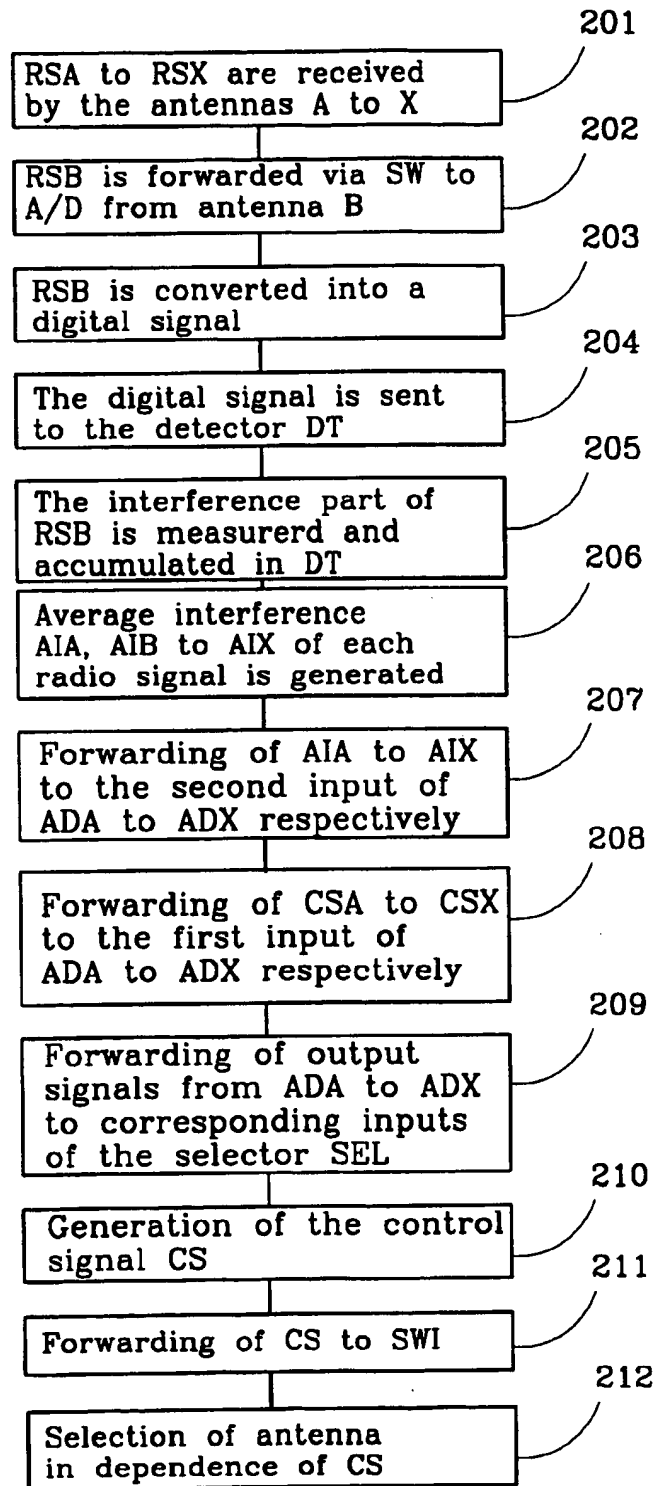 201
RSA to RSX are received
by the antennas A to X
202
RSB is forwarded via SW to
A/D from antenna B
203
RSB is converted into a
digital signal
204
The digital signal is sent
to the detector DT
205
The interference part of
RSB is measurerd and
accumulated in DT
206
Average interference
AIA, AIB to AIX of each
radio signal is generated
207
Forwarding of AIA to AIX
to the second input of
ADA to ADX respectively
208
Forwarding of CSA to CSX
to the first input of
ADA to ADX respectively
209
Forwarding of output
signals from ADA to ADX
to corresponding inputs
of the selector SEL
210
Generation of the control
signal CS
211
Forwarding of CS to SWI
212
Selection of antenna
in dependence of CS